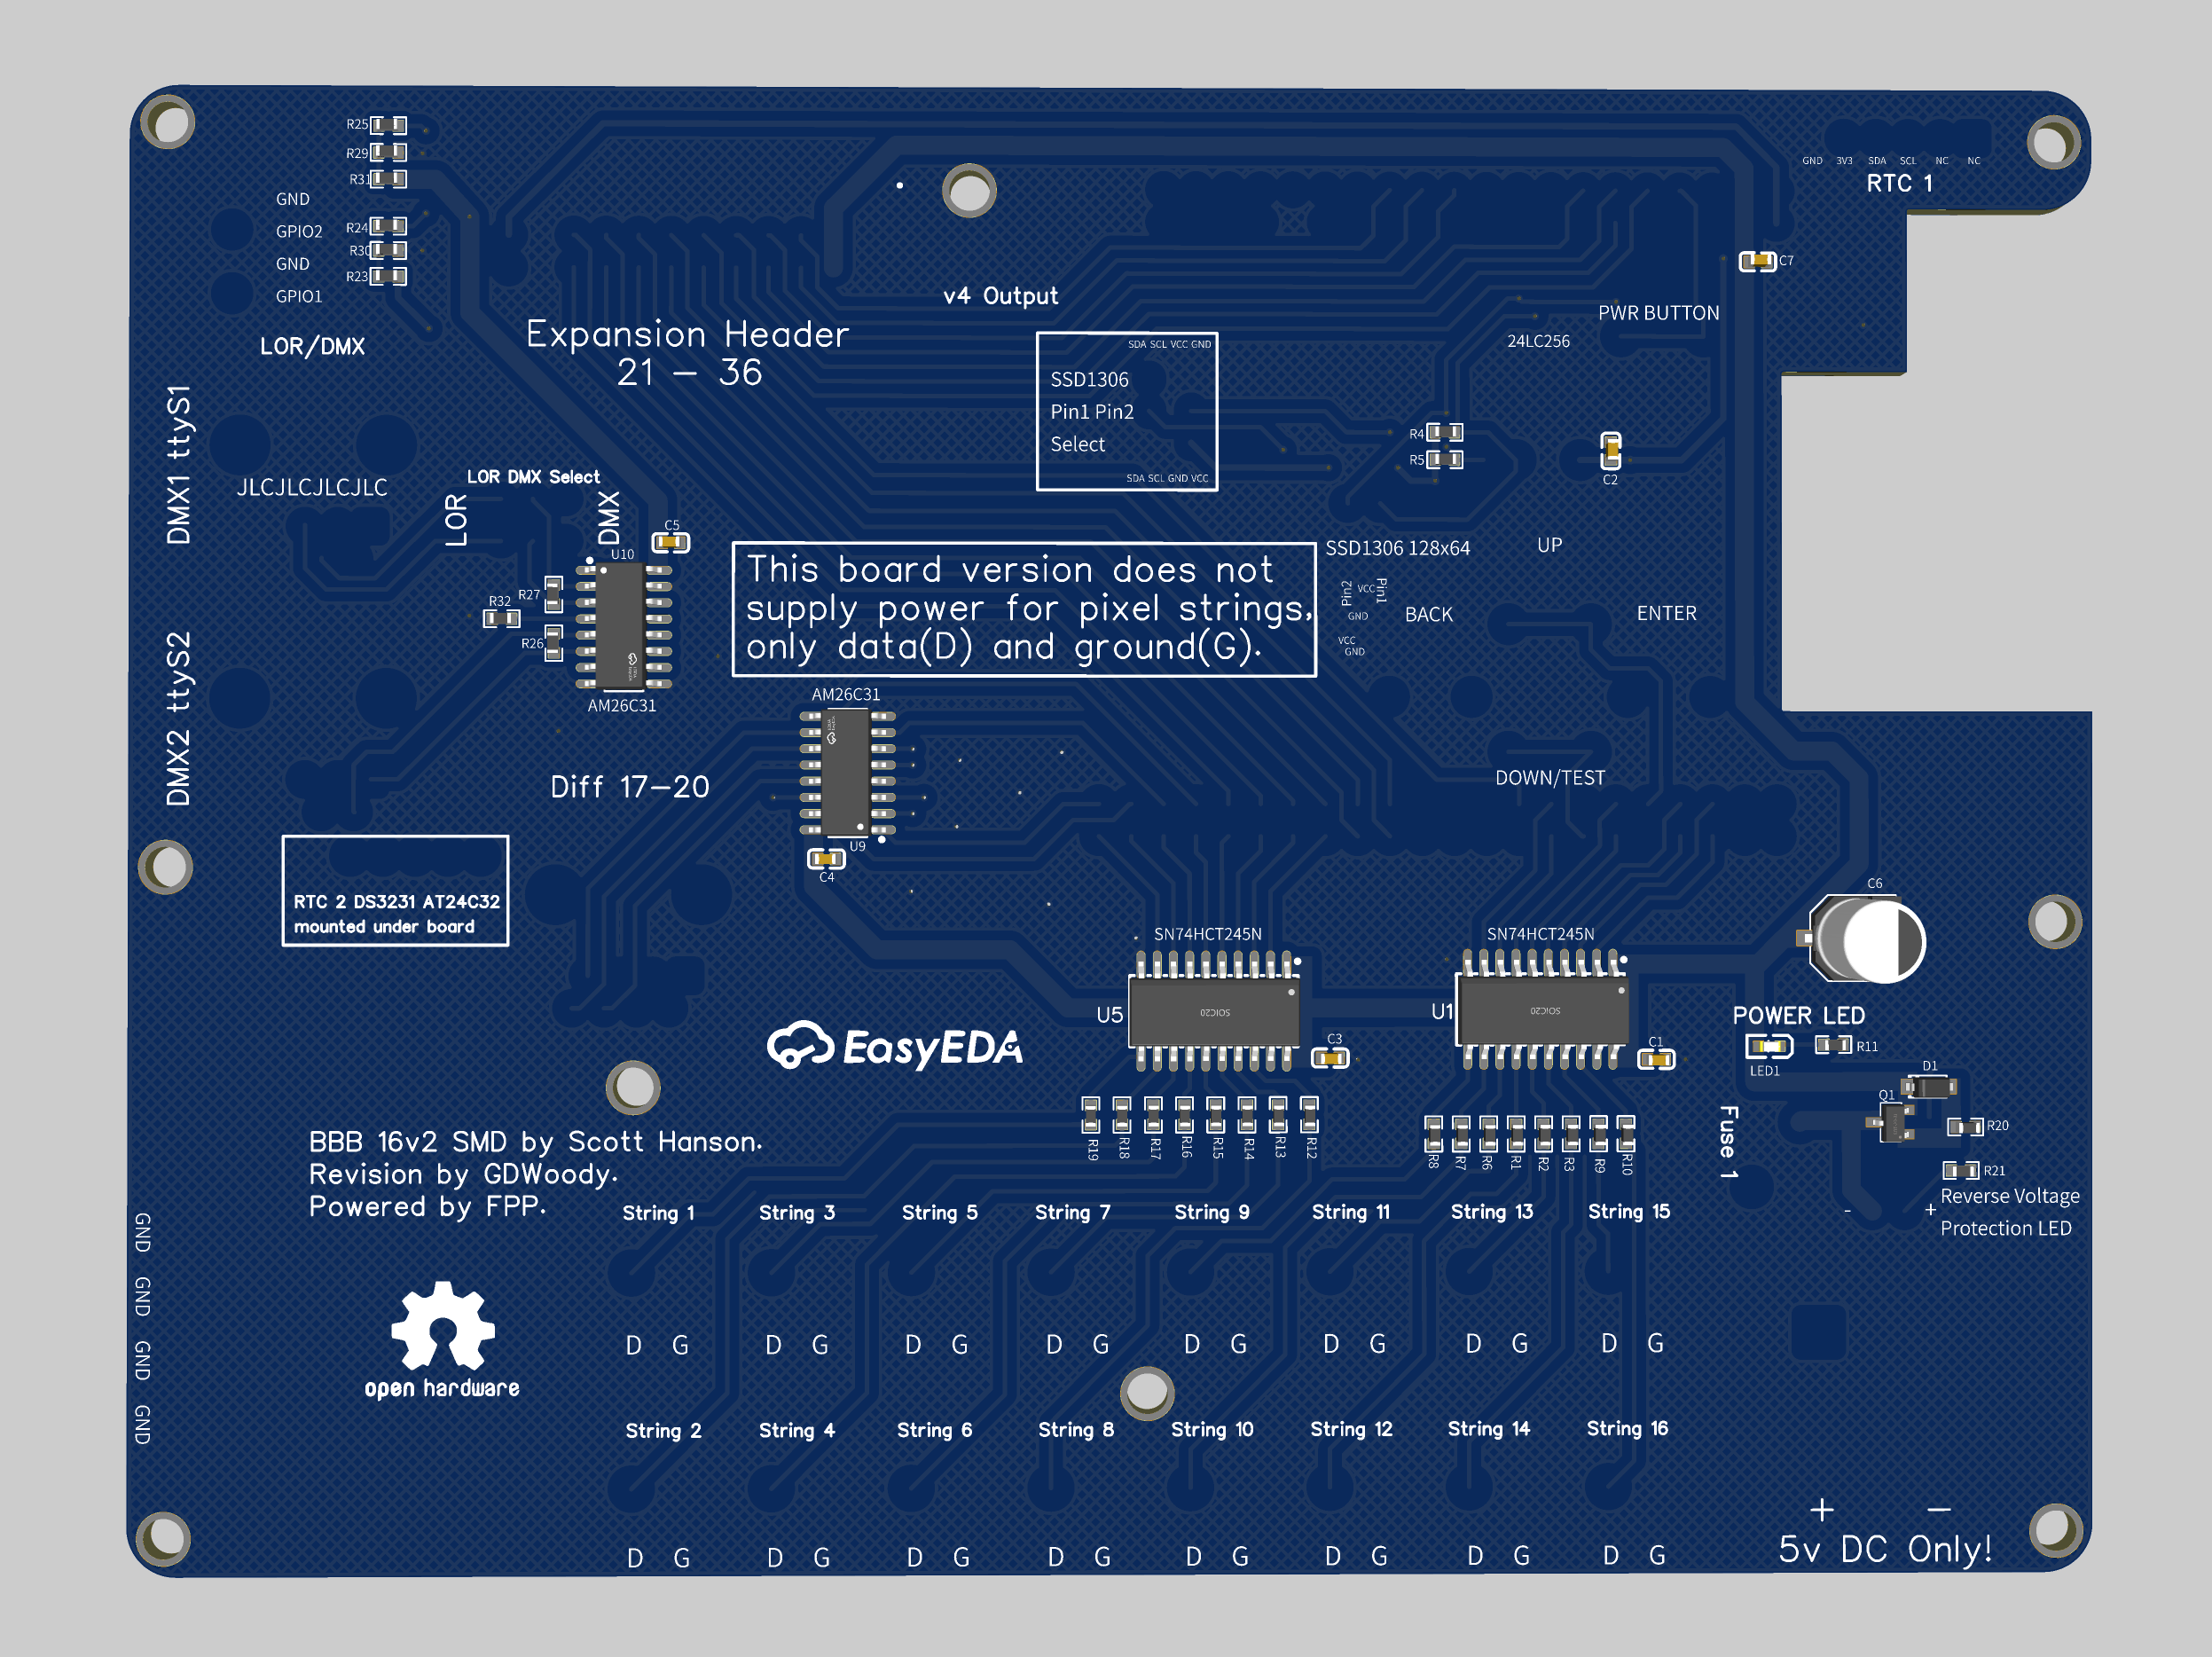 R25
R29
R31
GND
GPIO2
GND
GPIO1
R24
R30
R23
LOR/DMX
GND 3V3 SDA SCL NC NC
RTC 1
C7
v4 Output
Expansion Header
21 - 36
PWR BUTTON
24LC256
SDA SCL VCC GND
SSD1306
Pin1 Pin2
Select
SDA SCL GND VCC
R4
R5
C2
DMX1 ttyS1
JLCJLCJLCJLC
LOR DMX Select
LOR
DMX
C5
U10
R27
R32
R26
AM26C31
This board version does not
supply power for pixel strings,
only data(D) and ground(G).
SSD1306 128x64
UP
Pin2 VCC Pin1
GND
VCC
GND
BACK
ENTER
DOWN/TEST
DMX2 ttyS2
AM26C31
Diff 17-20
U9
C4
RTC 2 DS3231 AT24C32
mounted under board
SN74HCT245N
SN74HCT245N
C6
U5
SOIC20
U1
SOIC20
C3
C1
EasyEDA
POWER LED
LED1
R11
D1
Q1
R20
R21
Fuse 1
Reverse Voltage
Protection LED
- +
R19 R18 R17 R16 R15 R14 R13 R12
R8 R7 R6 R1 R2 R3 R9 R10
BBB 16v2 SMD by Scott Hanson.
Revision by GDWoody.
Powered by FPP.
String 1 String 3 String 5 String 7 String 9 String 11 String 13 String 15
GND
GND
GND
GND
open hardware
D G D G D G D G D G D G D G D G
String 2 String 4 String 6 String 8 String 10 String 12 String 14 String 16
D G D G D G D G D G D G D G D G
+ -
5v DC Only!